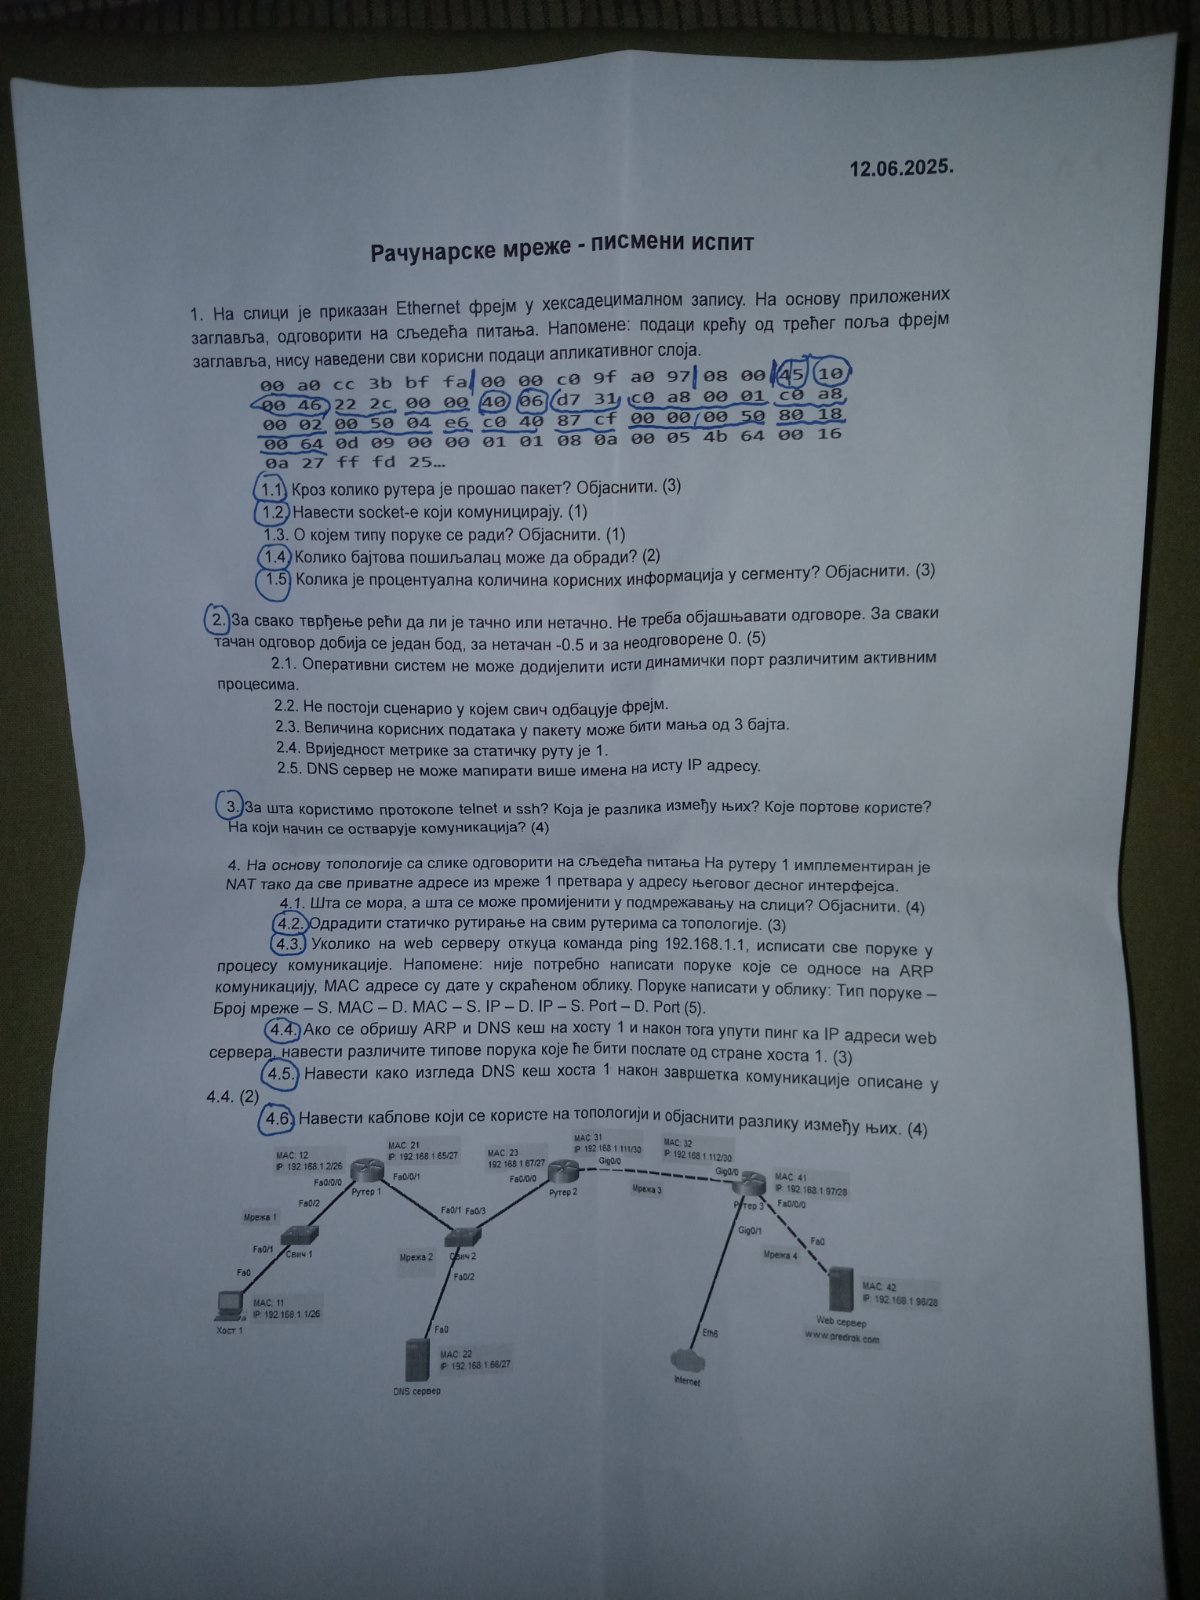 12.06.2025.
Рачунарске мреже - писмени испит
1. На слици је приказан Ethernet фрејм у хексадецималном запису. На основу приложених
заглавља, одговорити на сљедећа питања. Напомене: подаци крећу од трећег поља фрејм
заглавља, нису наведени сви корисни подаци апликативног слоја.
00 a0 cc 3b bf fa 00 00 c0 9f a0 97 08 00 45 10
00 46 22 2c 00 00 40 06 d7 31 c0 a8 00 01 c0 a8
00 02 00 50 04 e6 c0 40 87 cf 00 00 00 50 80 18
00 64 0d 09 00 00 01 01 08 0a 00 05 4b 64 00 16
0a 27 ff fd 25...
1.1. Кроз колико рутера је прошао пакет? Објаснити. (3)
1.2. Навести socket-е који комуницирају. (1)
1.3. О којем типу поруке се ради? Објаснити. (1)
1.4. Колико бајтова пошиљалац може да обради? (2)
1.5. Колика је процентуална количина корисних информација у сегменту? Објаснити. (3)
2. За свако тврђење рећи да ли је тачно или нетачно. Не треба објашњавати одговоре. За сваки
тачан одговор добија се један бод, за нетачан -0.5 и за неодговорене 0. (5)
2.1. Оперативни систем не може додијелити исти динамички порт различитим активним
процесима.
2.2. Не постоји сценарио у којем свич одбацује фрејм.
2.3. Величина корисних података у пакету може бити мања од 3 бајта.
2.4. Вриједност метрике за статичку руту је 1.
2.5. DNS сервер не може мапирати више имена на исту IP адресу.
3. За шта користимо протоколе telnet и ssh? Која је разлика између њих? Које портове користе?
На који начин се остварује комуникација? (4)
4. На основу топологије са слике одговорити на сљедећа питања На рутеру 1 имплементиран је
NAT тако да све приватне адресе из мреже 1 претвара у адресу његовог десног интерфејса.
4.1. Шта се мора, а шта се може промијенити у подмрежавању на слици? Објаснити. (4)
4.2. Одрадити статичко рутирање на свим рутерима са топологије. (3)
4.3. Уколико на web серверу откуца команда ping 192.168.1.1, исписати све поруке у
процесу комуникације. Напомене: није потребно написати поруке које се односе на ARP
комуникацију, MAC адресе су дате у скраћеном облику. Поруке написати у облику: Тип поруке –
Број мреже – S. MAC – D. MAC – S. IP – D. IP – S. Port – D. Port (5).
4.4. Ако се обришу ARP и DNS кеш на хосту 1 и након тога упути пинг ка IP адреси web
сервера, навести различите типове порука које ће бити послате од стране хоста 1. (3)
4.5. Навести како изгледа DNS кеш хоста 1 након завршетка комуникације описане у
4.4. (2)
4.6. Навести каблове који се користе на топологији и објаснити разлику између њих. (4)
MAC: 12
IP: 192.168.1.2/26
Fa0/0/0
MAC: 21
IP: 192.168.1.65/27
Fa0/0/1
Рутер 1
MAC: 23
192.168.1.67/27
Fa0/0/0
MAC: 31
IP: 192.168.1.111/30
Gig0/0
Рутер 2
Мрежа 3
MAC: 32
IP: 192.168.1.112/30
Gig0/0
MAC: 41
IP: 192.168.1.97/28
Fa0/0/0
Рутер 3
Gig0/1
Fa0/2
Мрежа 1
Fa0/1
Свич 1
Fa0
MAC: 11
IP: 192.168.1.1/26
Хост 1
Fa0/1 Fa0/3
Мрежа 2
Свич 2
Fa0/2
Fa0
MAC: 22
IP: 192.168.1.66/27
DNS сервер
Мрежа 4
Fa0
MAC: 42
IP: 192.168.1.98/28
Web сервер
www.predrak.com
Eth6
Internet